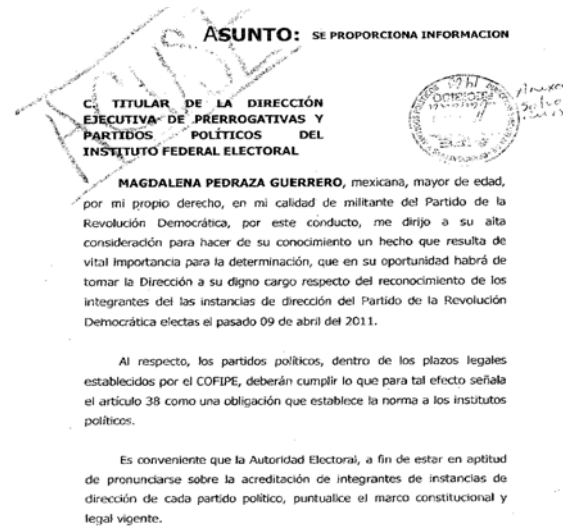 ACUSE
ASUNTO: SE PROPORCIONA INFORMACION
C. TITULAR DE LA DIRECCIÓN
EJECUTIVA DE PRERROGATIVAS Y
PARTIDOS POLÍTICOS DEL
INSTITUTO FEDERAL ELECTORAL
MAGDALENA PEDRAZA GUERRERO, mexicana, mayor de edad,
por mi propio derecho, en mi calidad de militante del Partido de la
Revolución Democrática, por este conducto, me dirijo a su alta
consideración para hacer de su conocimiento un hecho que resulta de
vital importancia para la determinación, que en su oportunidad habrá de
tomar la Dirección a su digno cargo respecto del reconocimiento de los
integrantes del las instancias de dirección del Partido de la Revolución
Democrática electas el pasado 09 de abril del 2011.
Al respecto, los partidos políticos, dentro de los plazos legales
establecidos por el COFIPE, deberán cumplir lo que para tal efecto señala
el artículo 38 como una obligación que establece la norma a los institutos
políticos.
Es conveniente que la Autoridad Electoral, a fin de estar en aptitud
de pronunciarse sobre la acreditación de integrantes de instancias de
dirección de cada partido político, puntualice el marco constitucional y
legal vigente.